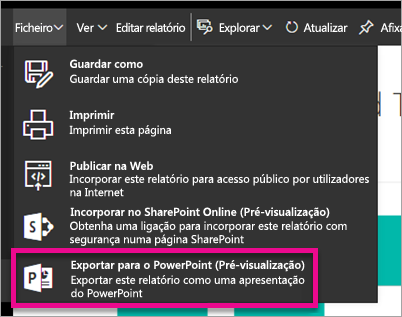 Ficheiro Ver Editar relatório Explorar Atualizar Afixa
Guardar como
Guardar uma cópia deste relatório
Imprimir
Imprimir esta página
Publicar na Web
Incorporar este relatório para acesso público por utilizadores
na Internet
Incorporar no SharePoint Online (Pré-visualização)
Obtenha uma ligação para incorporar este relatório com
segurança numa página SharePoint
Exportar para o PowerPoint (Pré-visualização)
Exportar este relatório como uma apresentação
do PowerPoint